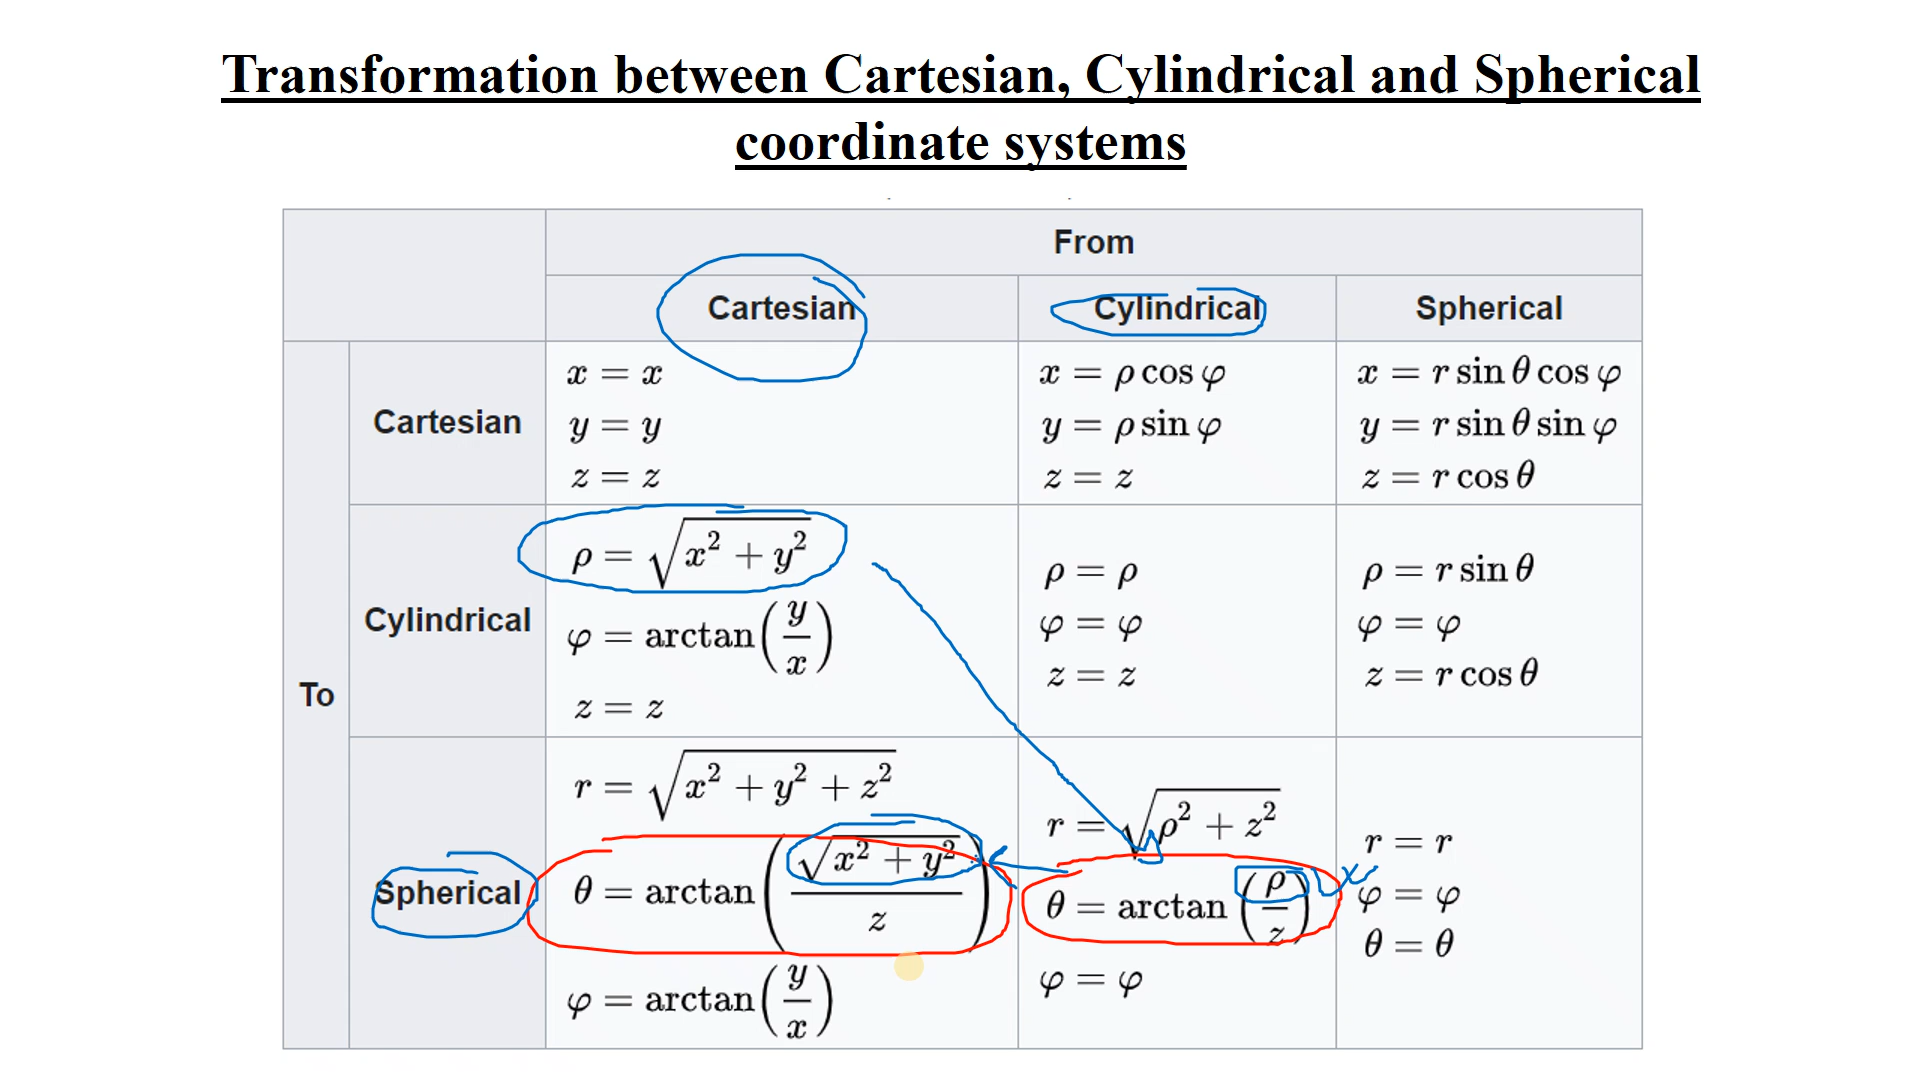 Transformation between Cartesian, Cylindrical and Spherical
coordinate systems
From
Cartesian Cylindrical Spherical
To
Cartesian
x = x
y = y
z = z
x = ρ cos φ
y = ρ sin φ
z = z
x = r sin θ cos φ
y = r sin θ sin φ
z = r cos θ
Cylindrical
ρ = √(x² + y²)
φ = arctan(y/x)
z = z
ρ = ρ
φ = φ
z = z
ρ = r sin θ
φ = φ
z = r cos θ
Spherical
r = √(x² + y² + z²)
θ = arctan(√(x² + y²)/z)
φ = arctan(y/x)
r = √(ρ² + z²)
θ = arctan(ρ/z)
φ = φ
r = r
φ = φ
θ = θ